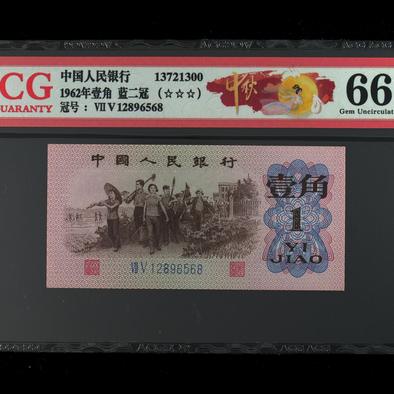 CG
UARANTY
中国人民银行 13721300
1962年壹角 蓝二冠 (☆☆☆)
冠号: VII V 12896568
中秋
66
Gem Uncirculat
中國人民銀行
壹角
1
YI
JIAO
VII V 12896568